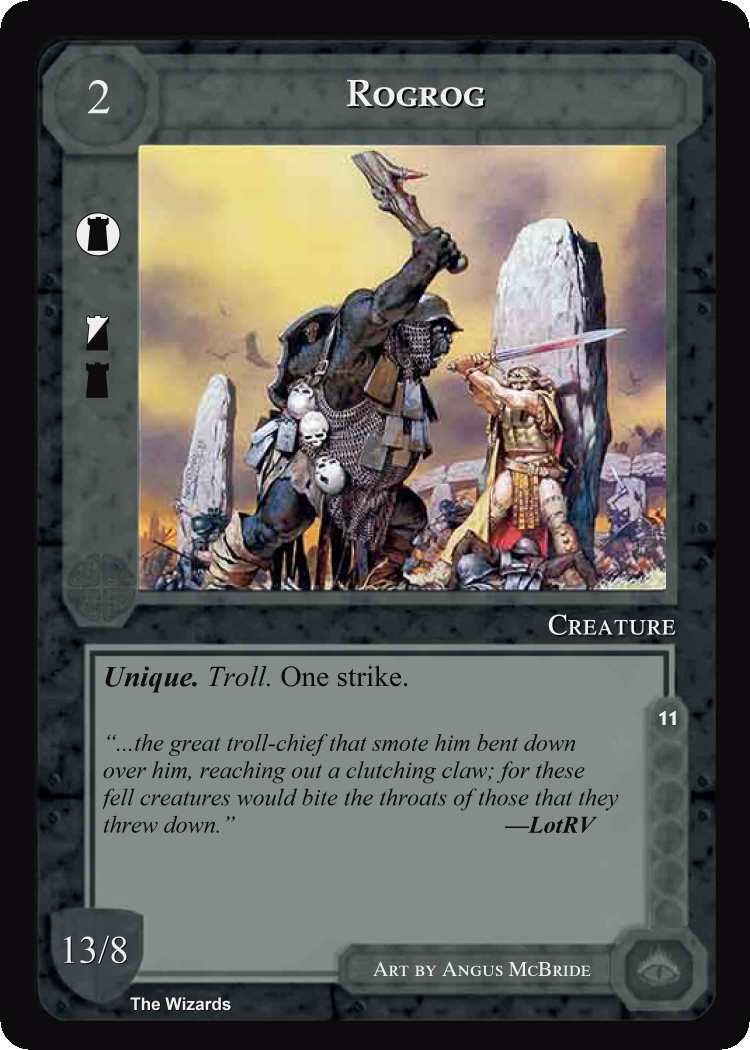 2
Rogrog
Creature
Unique. Troll. One strike.
11
“...the great troll-chief that smote him bent down
over him, reaching out a clutching claw; for these
fell creatures would bite the throats of those that they
threw down.” —LotRV
13/8
Art by Angus McBride
The Wizards